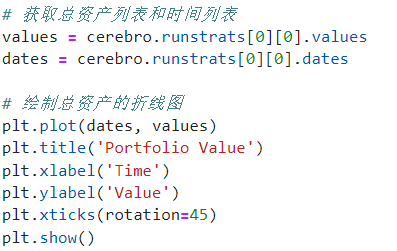 # 获取总资产列表和时间列表
values = cerebro.runstrats[0][0].values
dates = cerebro.runstrats[0][0].dates
# 绘制总资产的折线图
plt.plot(dates, values)
plt.title('Portfolio Value')
plt.xlabel('Time')
plt.ylabel('Value')
plt.xticks(rotation=45)
plt.show()